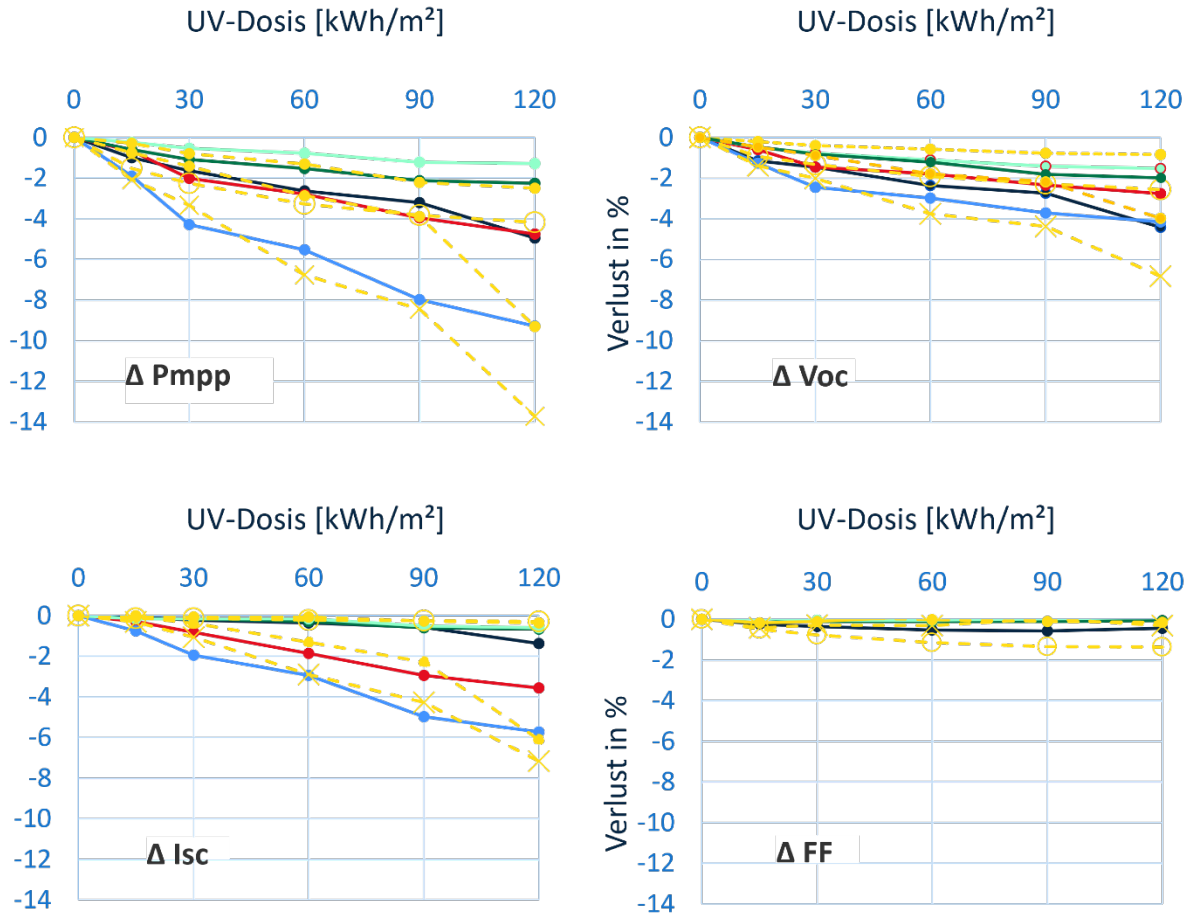 UV-Dosis [kWh/m²]
0 30 60 90 120
0
-2
-4
-6
-8
-10
-12
-14
Δ Pmpp
UV-Dosis [kWh/m²]
0 30 60 90 120
Verlust in %
0
-2
-4
-6
-8
-10
-12
-14
Δ Voc
UV-Dosis [kWh/m²]
0 30 60 90 120
0
-2
-4
-6
-8
-10
-12
-14
Δ Isc
UV-Dosis [kWh/m²]
0 30 60 90 120
Verlust in %
0
-2
-4
-6
-8
-10
-12
-14
Δ FF